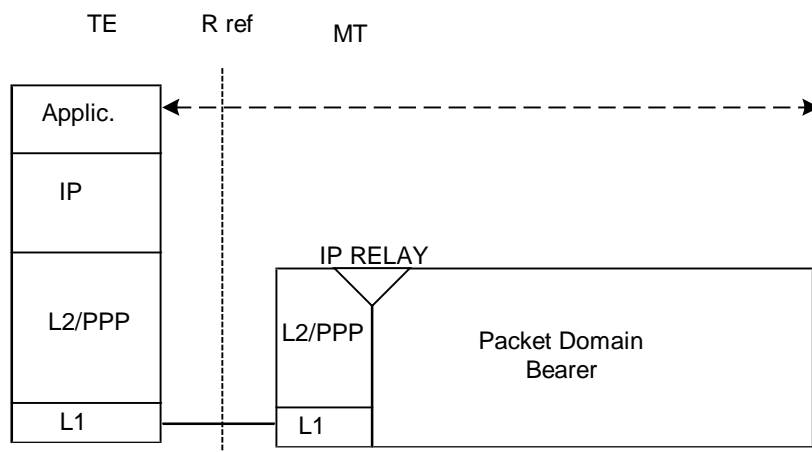 TE
R ref
MT
Applic.
IP
IP RELAY
L2/PPP
L2/PPP
Packet Domain
Bearer
L1
L1